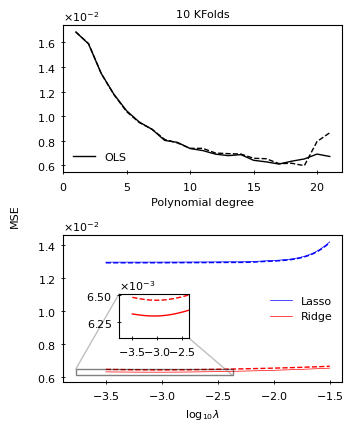 10 KFolds
×10⁻²
1.6
1.4
1.2
1.0
0.8
0.6
OLS
0 5 10 15 20
Polynomial degree
MSE
×10⁻²
1.4
1.2
1.0
0.8
0.6
Lasso
Ridge
×10⁻³
6.50
6.25
−3.5 −3.0 −2.5
−3.5 −3.0 −2.5 −2.0 −1.5
log₁₀λ